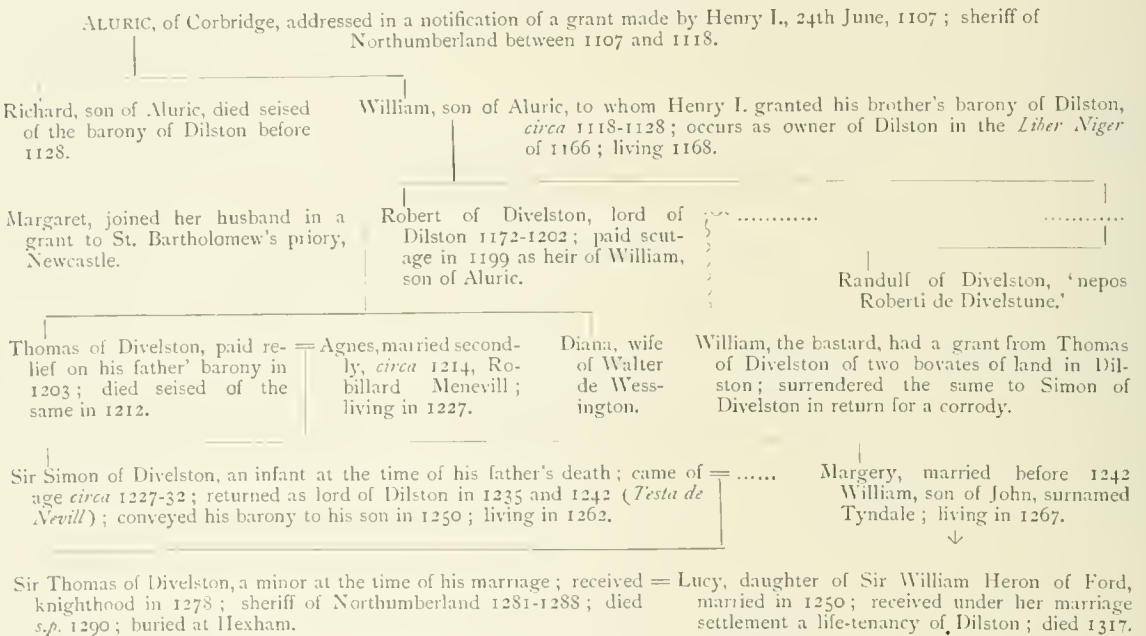 ALURIC, of Corbridge, addressed in a notification of a grant made by Henry I., 24th June, 1107 ; sheriff of
Northumberland between 1107 and 1118.
Richard, son of Aluric, died seised
of the barony of Dilston before
1128.
William, son of Aluric, to whom Henry I. granted his brother's barony of Dilston,
circa 1118-1128 ; occurs as owner of Dilston in the Liber Niger
of 1166 ; living 1168.
Margaret, joined her husband in a
grant to St. Bartholomew's priory,
Newcastle.
Robert of Divelston, lord of
Dilston 1172-1202 ; paid scut-
age in 1199 as heir of William,
son of Aluric.
............
............
Randulf of Divelston, 'nepos
Roberti de Divelstune.'
Thomas of Divelston, paid re-
lief on his father' barony in
1203 ; died seised of the
same in 1212.
= Agnes, married second-
ly, circa 1214, Ro-
billard Menevill ;
living in 1227.
Diana, wife
of Walter
de Wess-
ington.
William, the bastard, had a grant from Thomas
of Divelston of two bovates of land in Dil-
ston ; surrendered the same to Simon of
Divelston in return for a corrody.
Sir Simon of Divelston, an infant at the time of his father's death ; came of = ......
age circa 1227-32 ; returned as lord of Dilston in 1235 and 1242 (Testa de
Nevill) ; conveyed his barony to his son in 1250 ; living in 1262.
Margery, married before 1242
William, son of John, surnamed
Tyndale ; living in 1267.
Sir Thomas of Divelston, a minor at the time of his marriage ; received =
knighthood in 1278 ; sheriff of Northumberland 1281-1288 ; died
s.p. 1290 ; buried at Hexham.
Lucy, daughter of Sir William Heron of Ford,
married in 1250 ; received under her marriage
settlement a life-tenancy of Dilston ; died 1317.